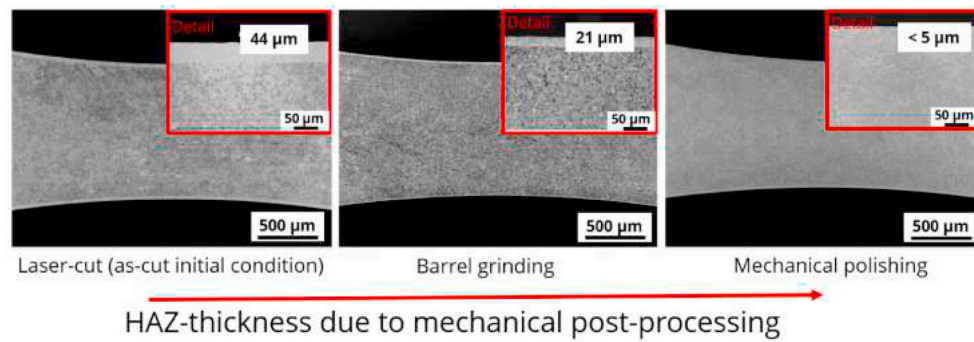 Detail
44 µm
50 µm
500 µm
Laser-cut (as-cut initial condition)
Detail
21 µm
50 µm
500 µm
Barrel grinding
Detail
< 5 µm
50 µm
500 µm
Mechanical polishing
HAZ-thickness due to mechanical post-processing